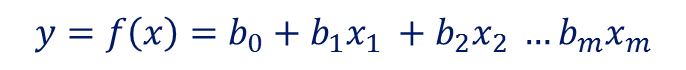 y = f(x) = b₀ + b₁x₁ + b₂x₂ …bₘxₘ